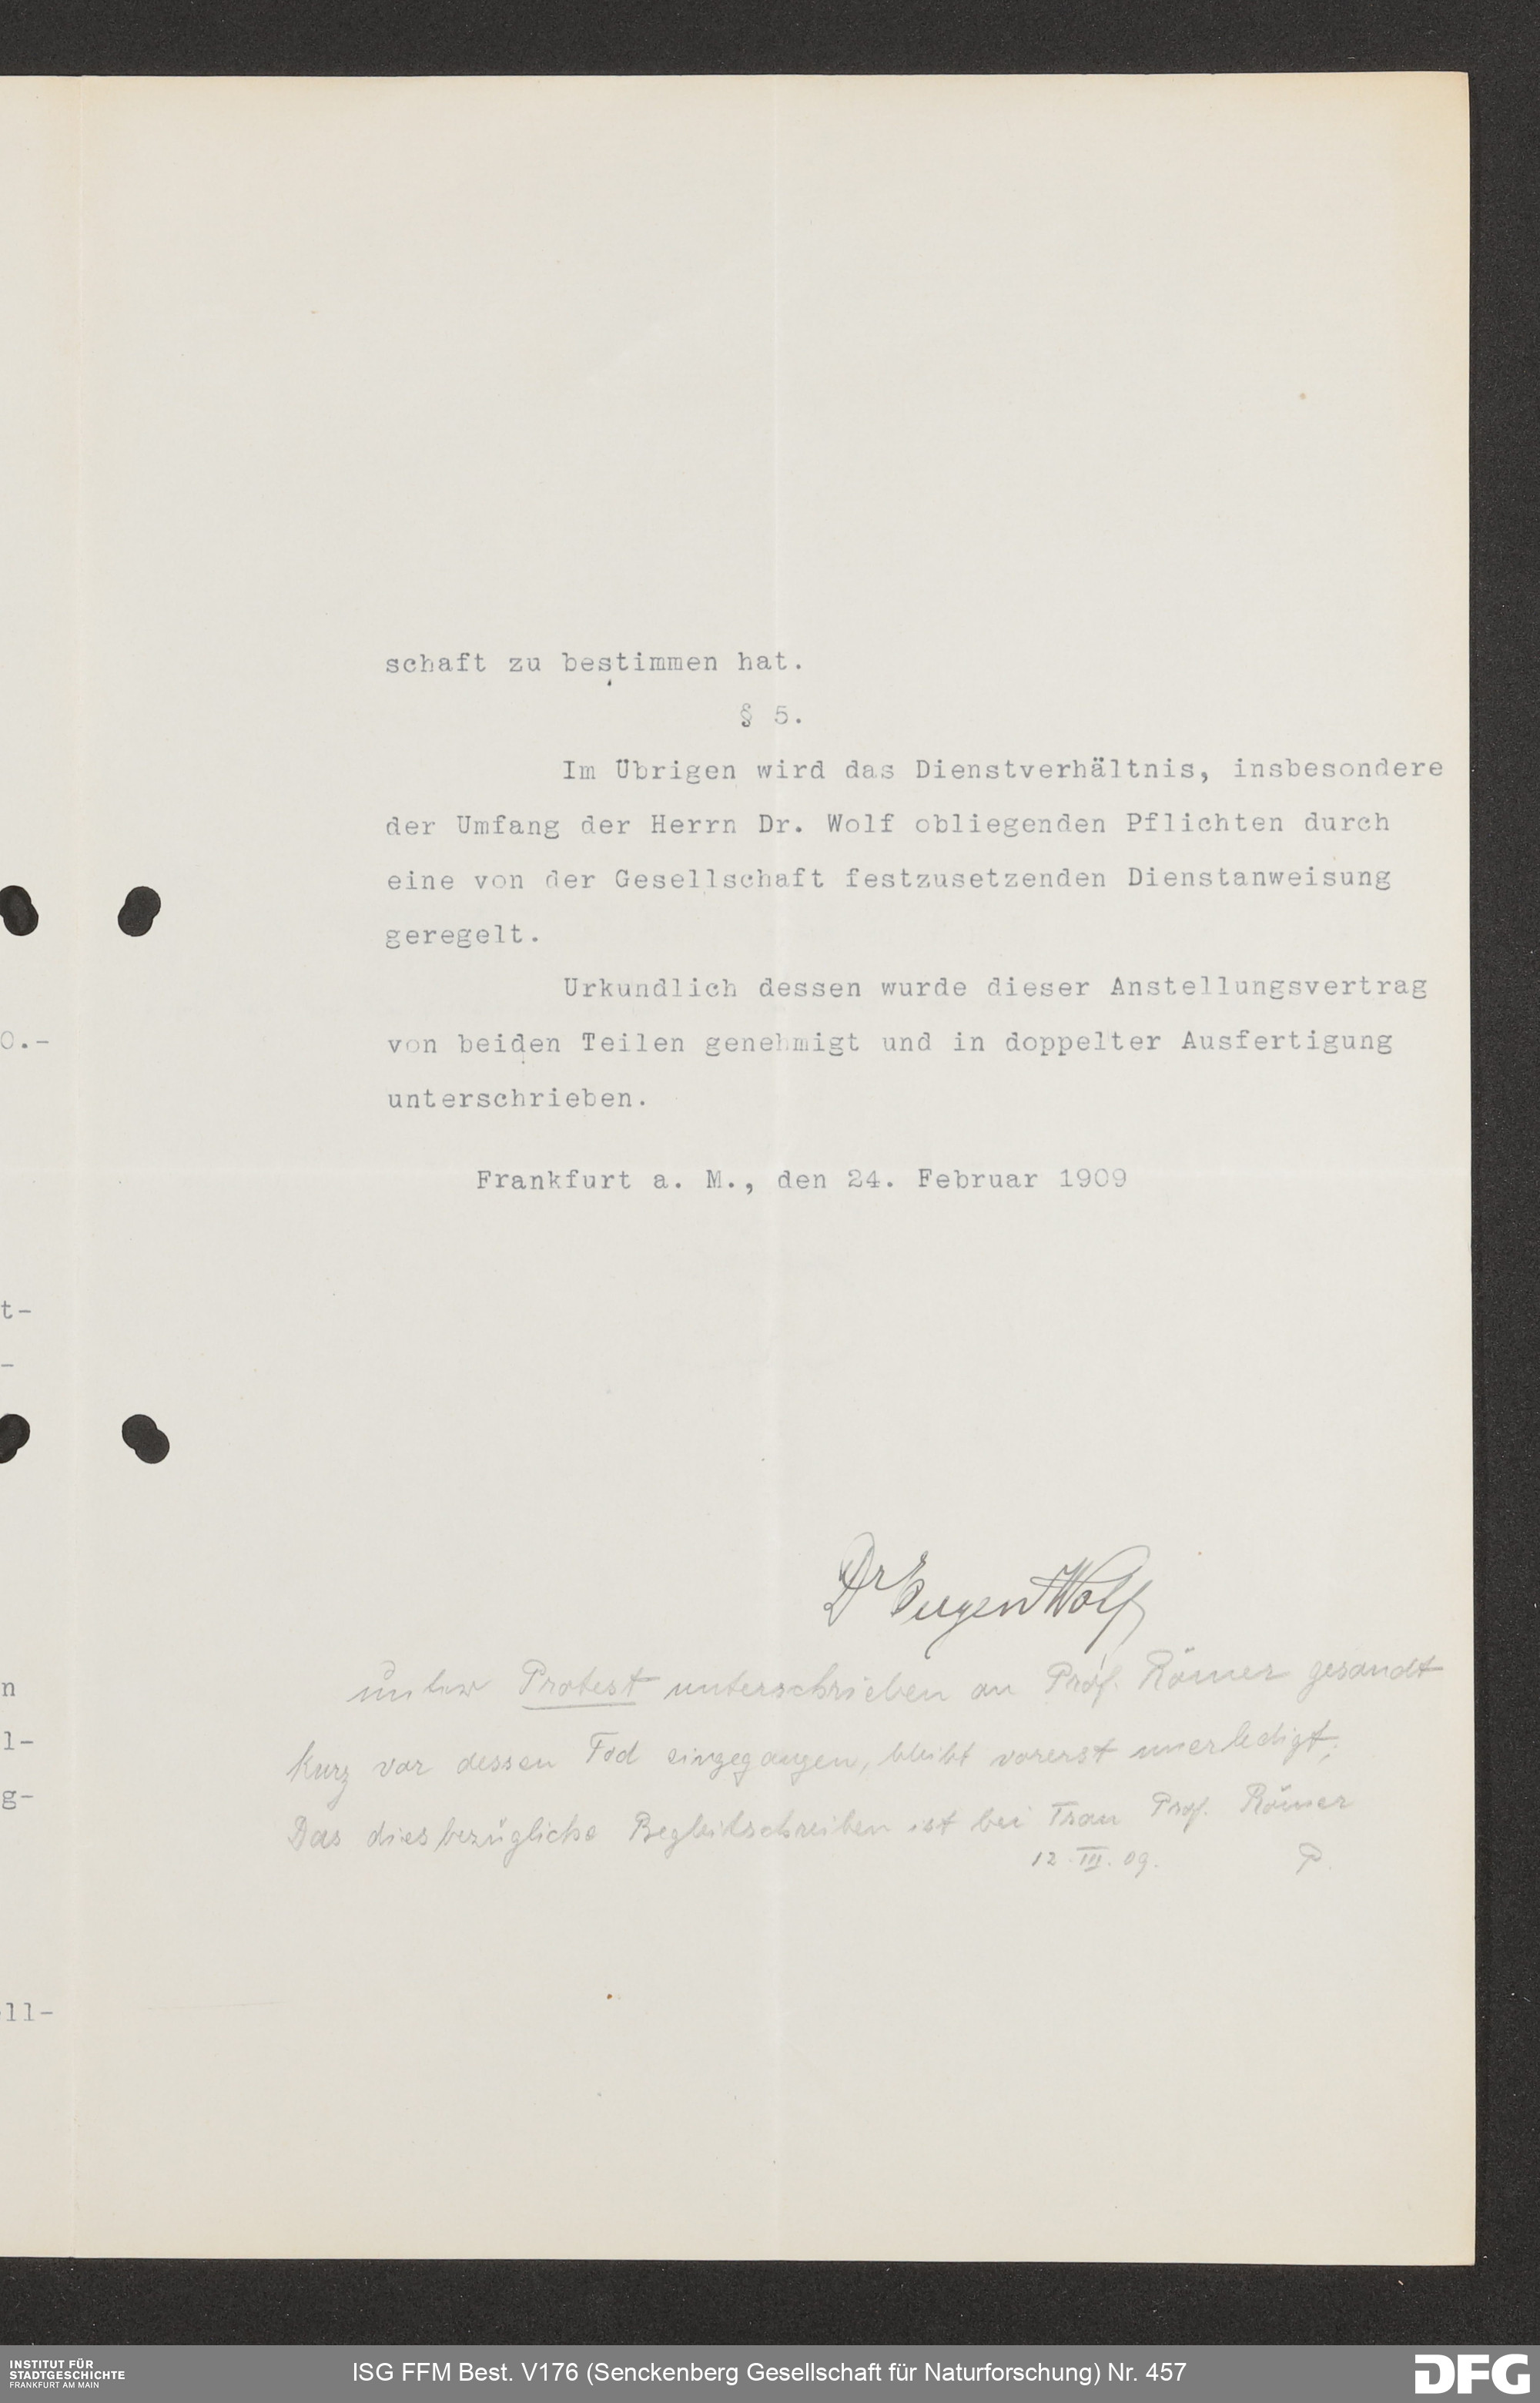 schaft zu bestimmen hat.
§ 5.
Im Übrigen wird das Dienstverhältnis, insbesondere
der Umfang der Herrn Dr. Wolf obliegenden Pflichten durch
eine von der Gesellschaft festzusetzenden Dienstanweisung
geregelt.
Urkundlich dessen wurde dieser Anstellungsvertrag
von beiden Teilen genehmigt und in doppelter Ausfertigung
unterschrieben.
Frankfurt a. M., den 24. Februar 1909
0.-
t-
-
n
l-
g-
ll-
Dr Eugen Wolf
unter Protest unterschrieben an Prof. Römer gesandt
Kurz vor dessen Tod eingegangen, bleibt vorerst unerledigt;
Das diesbezügliche Begleitschreiben ist bei Frau Prof. Römer
12.III.09. P.
INSTITUT FÜR
STADTGESCHICHTE
FRANKFURT AM MAIN
ISG FFM Best. V176 (Senckenberg Gesellschaft für Naturforschung) Nr. 457
DFG